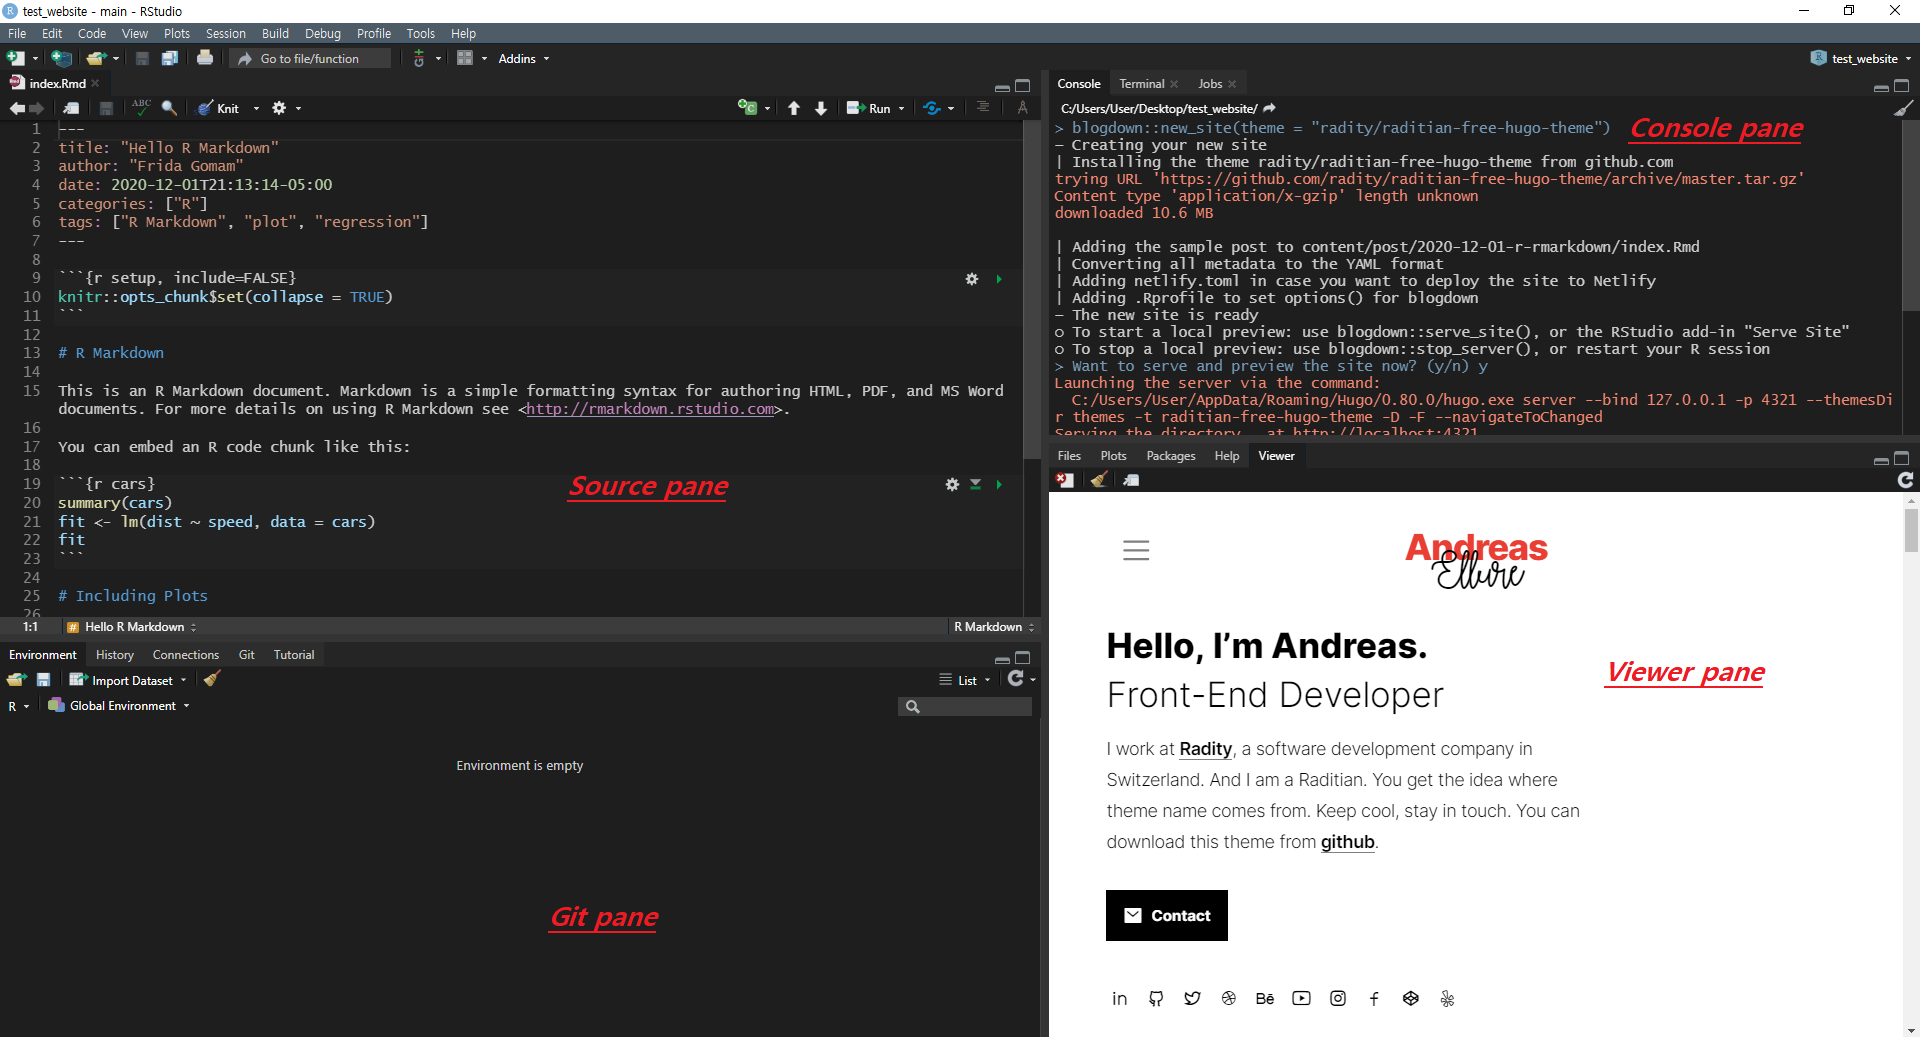 test_website - main - RStudio
File Edit Code View Plots Session Build Debug Profile Tools Help
Go to file/function Addins test_website
index.Rmd
ABC Knit Run
1 ---
2 title: "Hello R Markdown"
3 author: "Frida Gomam"
4 date: 2020-12-01T21:13:14-05:00
5 categories: ["R"]
6 tags: ["R Markdown", "plot", "regression"]
7 ---
8
9 ```{r setup, include=FALSE}
10 knitr::opts_chunk$set(collapse = TRUE)
11 ```
12
13 # R Markdown
14
15 This is an R Markdown document. Markdown is a simple formatting syntax for authoring HTML, PDF, and MS Word
documents. For more details on using R Markdown see <http://rmarkdown.rstudio.com>.
16
17 You can embed an R code chunk like this:
18
19 ```{r cars}
20 summary(cars)
21 fit <- lm(dist ~ speed, data = cars)
22 fit
23 ```
24
25 # Including Plots
26
Source pane
1:1 # Hello R Markdown R Markdown
Environment History Connections Git Tutorial
Import Dataset List
R Global Environment
Environment is empty
Git pane
Console Terminal Jobs
C:/Users/User/Desktop/test_website/
> blogdown::new_site(theme = "radity/raditian-free-hugo-theme")
Console pane
― Creating your new site
| Installing the theme radity/raditian-free-hugo-theme from github.com
trying URL 'https://github.com/radity/raditian-free-hugo-theme/archive/master.tar.gz'
Content type 'application/x-gzip' length unknown
downloaded 10.6 MB
| Adding the sample post to content/post/2020-12-01-r-rmarkdown/index.Rmd
| Converting all metadata to the YAML format
| Adding netlify.toml in case you want to deploy the site to Netlify
| Adding .Rprofile to set options() for blogdown
― The new site is ready
○ To start a local preview: use blogdown::serve_site(), or the RStudio add-in "Serve Site"
○ To stop a local preview: use blogdown::stop_server(), or restart your R session
> Want to serve and preview the site now? (y/n) y
Launching the server via the command:
C:/Users/User/AppData/Roaming/Hugo/0.80.0/hugo.exe server --bind 127.0.0.1 -p 4321 --themesDi
r themes -t raditian-free-hugo-theme -D -F --navigateToChanged
Serving the directory . at http://localhost:4321
Files Plots Packages Help Viewer
Andreas
Ellure
Hello, I'm Andreas.
Front-End Developer
Viewer pane
I work at Radity, a software development company in
Switzerland. And I am a Raditian. You get the idea where
theme name comes from. Keep cool, stay in touch. You can
download this theme from github.
Contact
in Bē f